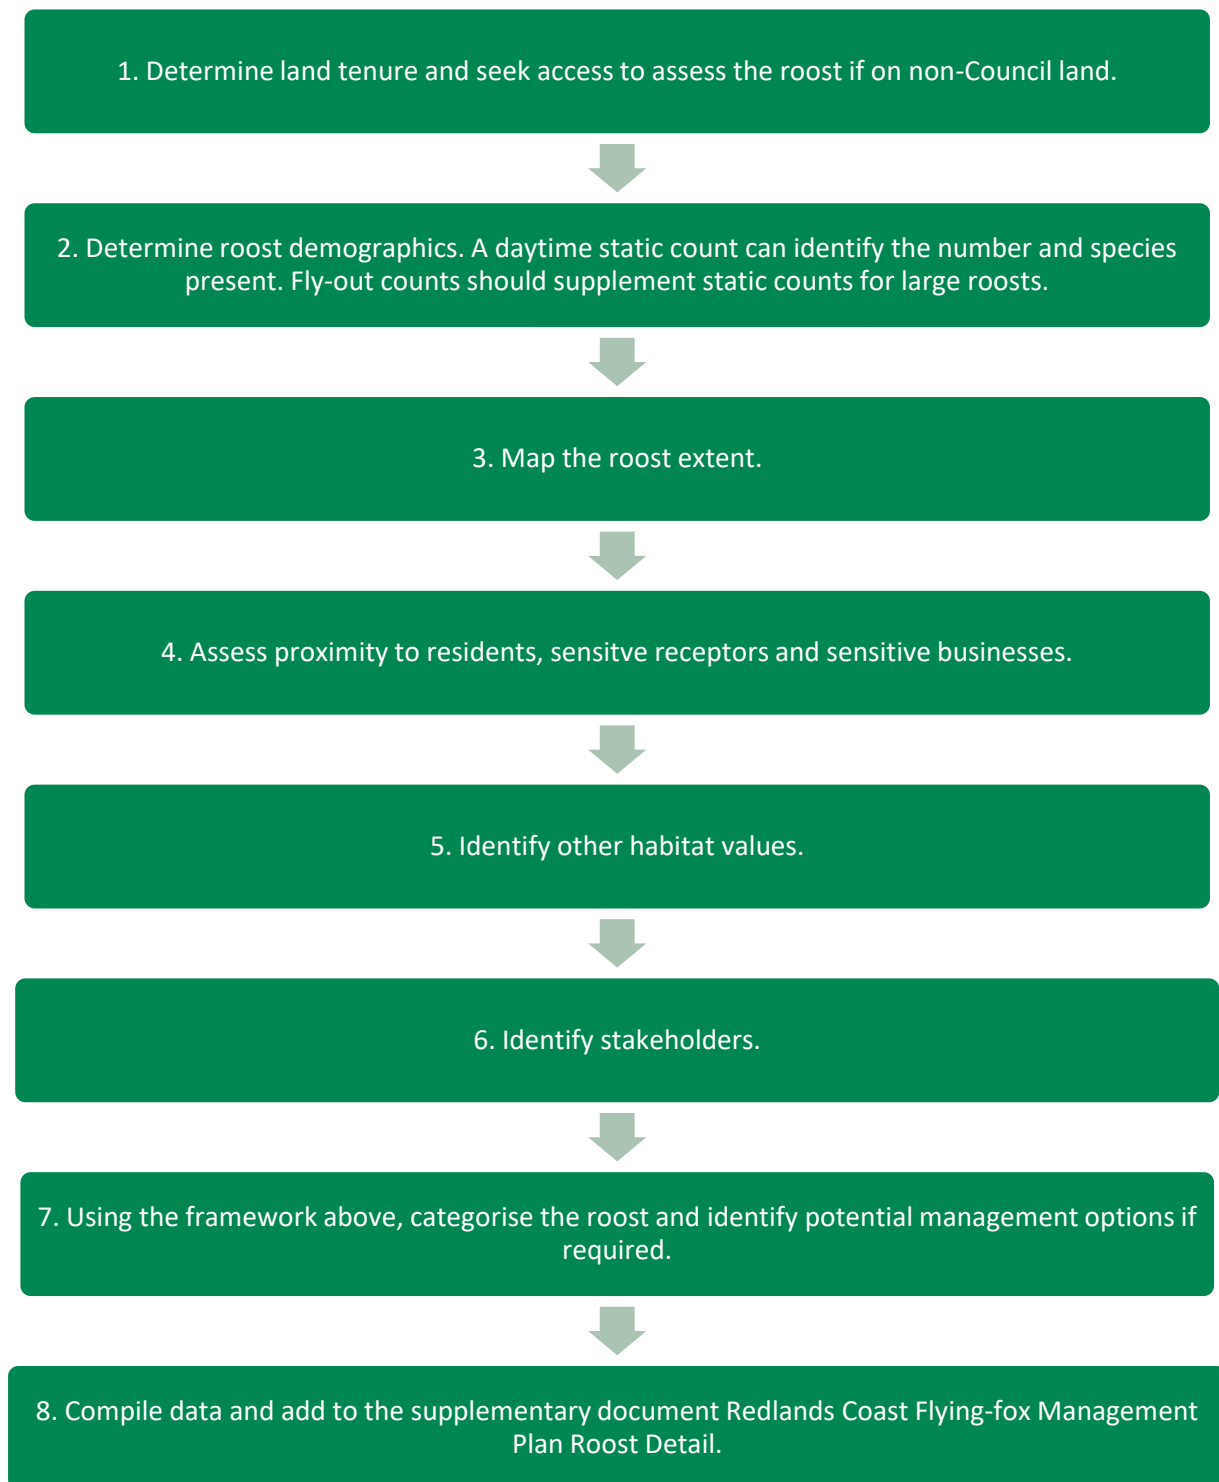 1. Determine land tenure and seek access to assess the roost if on non-Council land.
2. Determine roost demographics. A daytime static count can identify the number and species
present. Fly-out counts should supplement static counts for large roosts.
3. Map the roost extent.
4. Assess proximity to residents, sensitve receptors and sensitive businesses.
5. Identify other habitat values.
6. Identify stakeholders.
7. Using the framework above, categorise the roost and identify potential management options if
required.
8. Compile data and add to the supplementary document Redlands Coast Flying-fox Management
Plan Roost Detail.